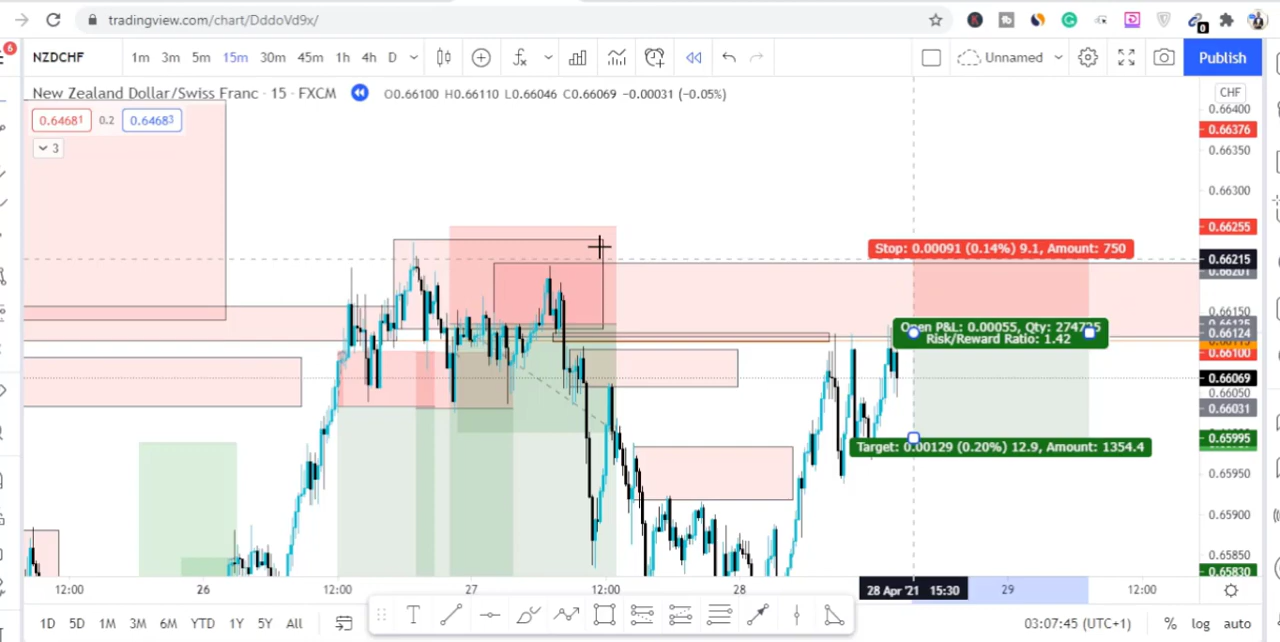 tradingview.com/chart/DddoVd9x/
0
6
NZDCHF 1m 3m 5m 15m 30m 45m 1h 4h D Unnamed Publish
New Zealand Dollar/Swiss Franc · 15 · FXCM O0.66100 H0.66110 L0.66046 C0.66069 −0.00031 (−0.05%)
CHF
0.64681 0.2 0.64683
3
0.66400
0.66376
0.66350
0.66300
0.66255
Stop: 0.00091 (0.14%) 9.1, Amount: 750
0.66215
0.66201
0.66150
Open P&L: 0.00055, Qty: 274725
0.66124
Risk/Reward Ratio: 1.42
0.66100
0.66069
0.66050
0.66031
0.65995
Target: 0.00129 (0.20%) 12.9, Amount: 1354.4
0.65950
0.65900
0.65850
0.65830
12:00 26 12:00 27 12:00 28 28 Apr '21 15:30 29 12:00
1D 5D 1M 3M 6M YTD 1Y 5Y All T 03:07:45 (UTC+1) % log auto